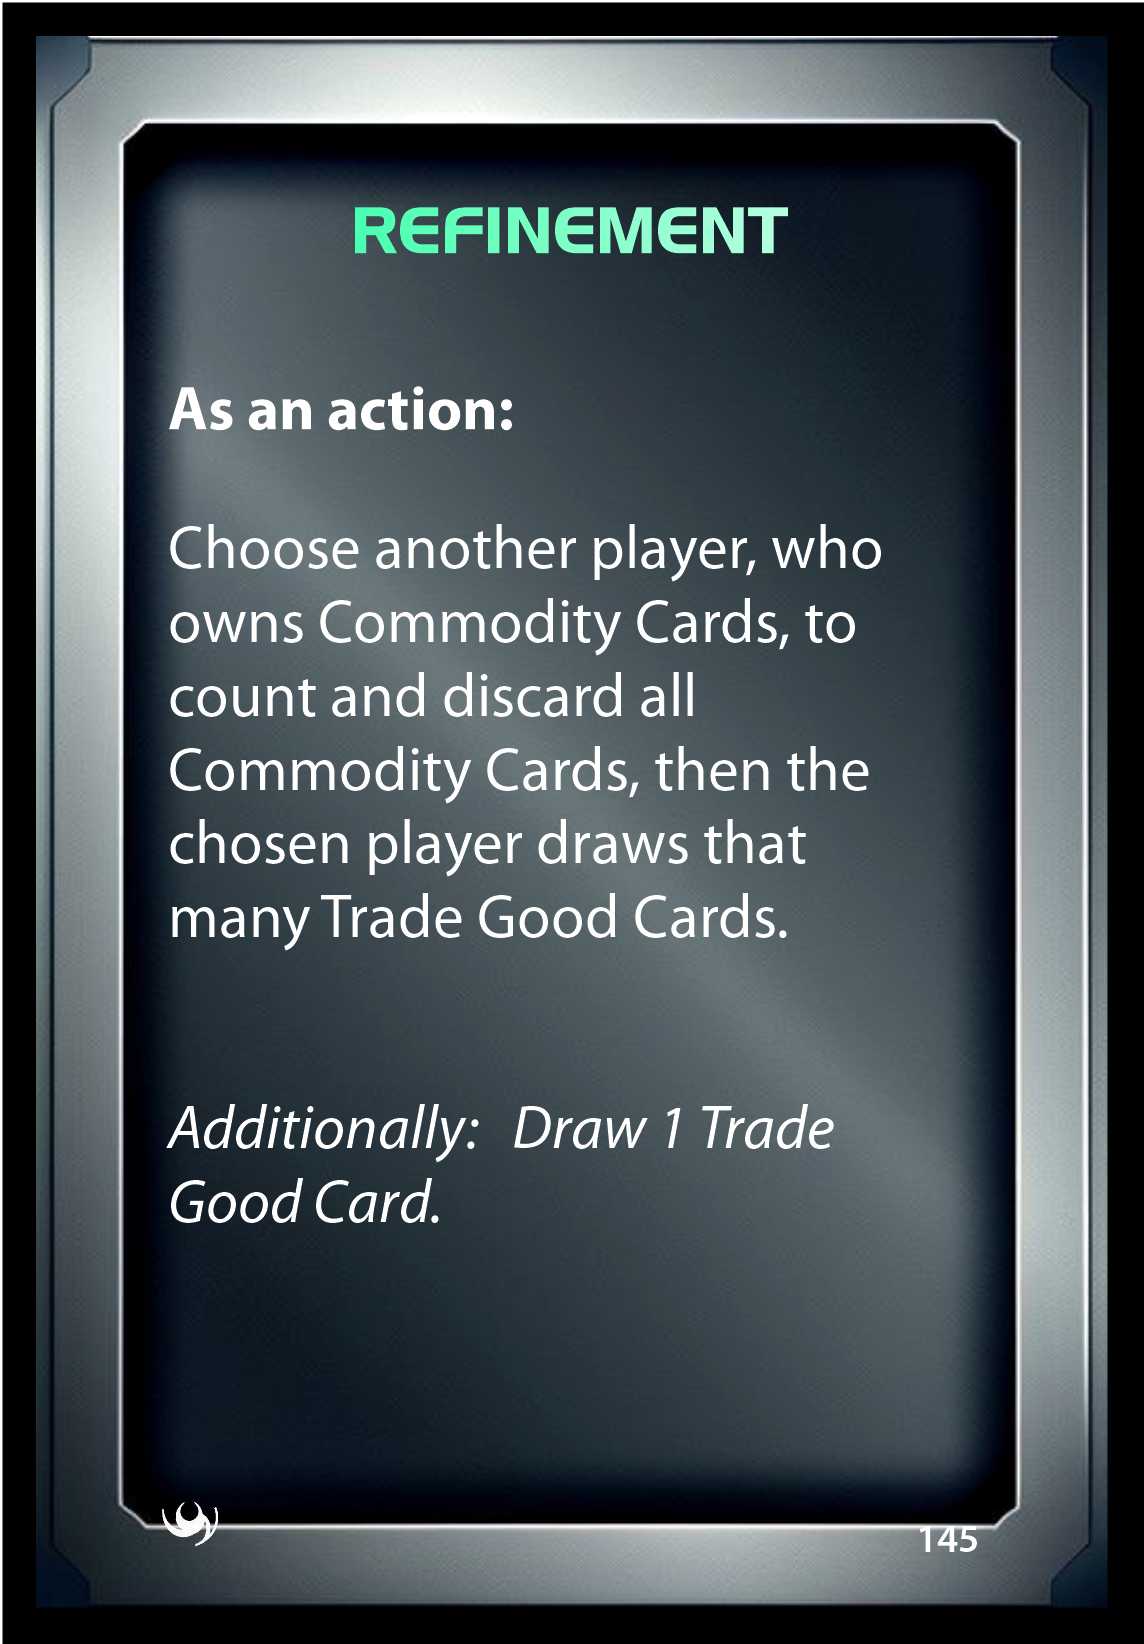 REFINEMENT
As an action:
Choose another player, who
owns Commodity Cards, to
count and discard all
Commodity Cards, then the
chosen player draws that
many Trade Good Cards.
Additionally: Draw 1 Trade
Good Card.
145